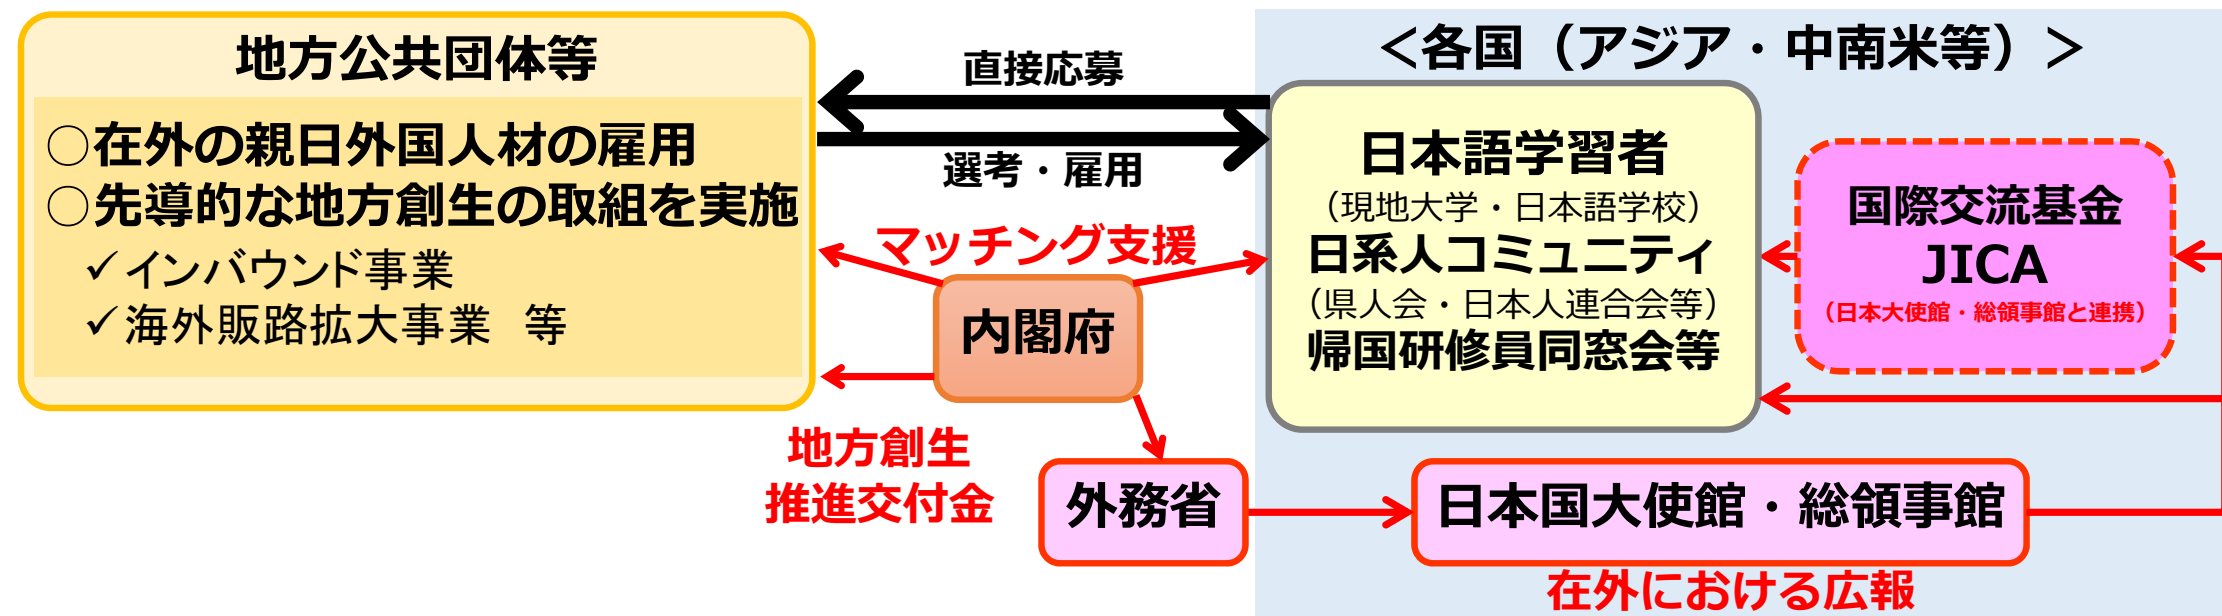 地方公共団体等
○在外の親日外国人材の雇用
○先導的な地方創生の取組を実施
✓インバウンド事業
✓海外販路拡大事業　等
直接応募
選考・雇用
マッチング支援
内閣府
地方創生
推進交付金
外務省
＜各国（アジア・中南米等）＞
日本語学習者
（現地大学・日本語学校）
日系人コミュニティ
（県人会・日本人連合会等）
帰国研修員同窓会等
国際交流基金
JICA
（日本大使館・総領事館と連携）
日本国大使館・総領事館
在外における広報